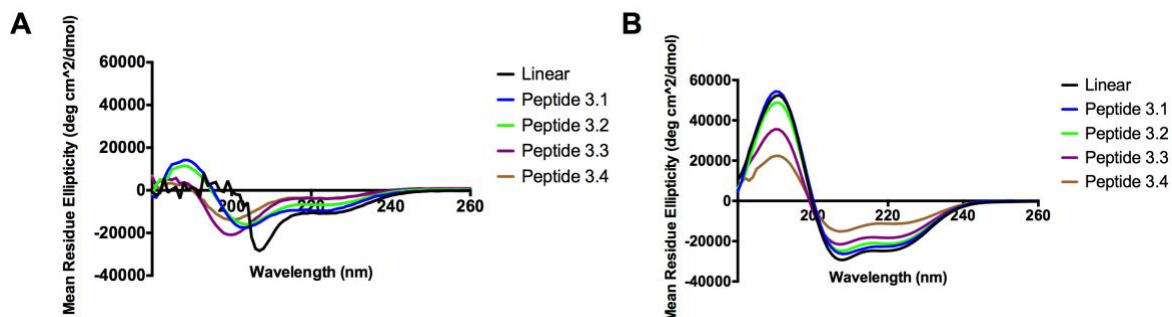 A
Mean Residue Ellipticity (deg cm^2/dmol)
60000
40000
20000
0
-20000
-40000
200
220
240
260
Wavelength (nm)
Linear
Peptide 3.1
Peptide 3.2
Peptide 3.3
Peptide 3.4
B
Mean Residue Ellipticity (deg cm^2/dmol)
60000
40000
20000
0
-20000
-40000
200
220
240
260
Wavelength (nm)
Linear
Peptide 3.1
Peptide 3.2
Peptide 3.3
Peptide 3.4